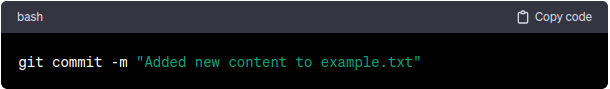 bash Copy code
git commit -m "Added new content to example.txt"